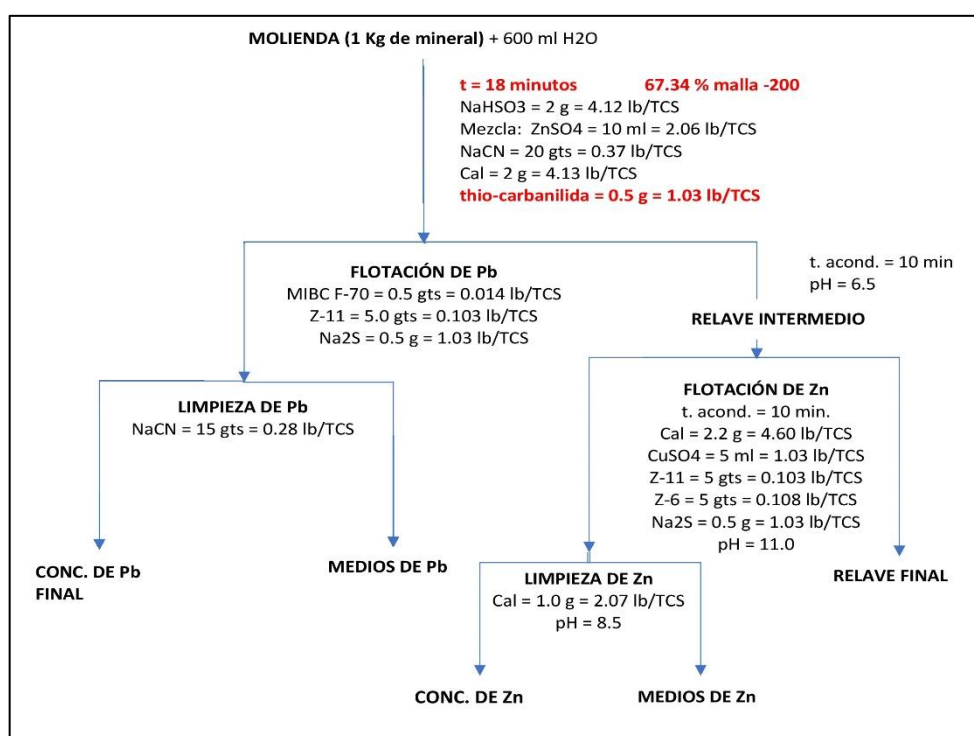 MOLIENDA (1 Kg de mineral) + 600 ml H2O
t = 18 minutos 67.34 % malla -200
NaHSO3 = 2 g = 4.12 lb/TCS
Mezcla: ZnSO4 = 10 ml = 2.06 lb/TCS
NaCN = 20 gts = 0.37 lb/TCS
Cal = 2 g = 4.13 lb/TCS
thio-carbanilida = 0.5 g = 1.03 lb/TCS
FLOTACIÓN DE Pb
MIBC F-70 = 0.5 gts = 0.014 lb/TCS
Z-11 = 5.0 gts = 0.103 lb/TCS
Na2S = 0.5 g = 1.03 lb/TCS
t. acond. = 10 min
pH = 6.5
RELAVE INTERMEDIO
LIMPIEZA DE Pb
NaCN = 15 gts = 0.28 lb/TCS
FLOTACIÓN DE Zn
t. acond. = 10 min.
Cal = 2.2 g = 4.60 lb/TCS
CuSO4 = 5 ml = 1.03 lb/TCS
Z-11 = 5 gts = 0.103 lb/TCS
Z-6 = 5 gts = 0.108 lb/TCS
Na2S = 0.5 g = 1.03 lb/TCS
pH = 11.0
CONC. DE Pb
FINAL
MEDIOS DE Pb
LIMPIEZA DE Zn
Cal = 1.0 g = 2.07 lb/TCS
pH = 8.5
RELAVE FINAL
CONC. DE Zn
MEDIOS DE Zn